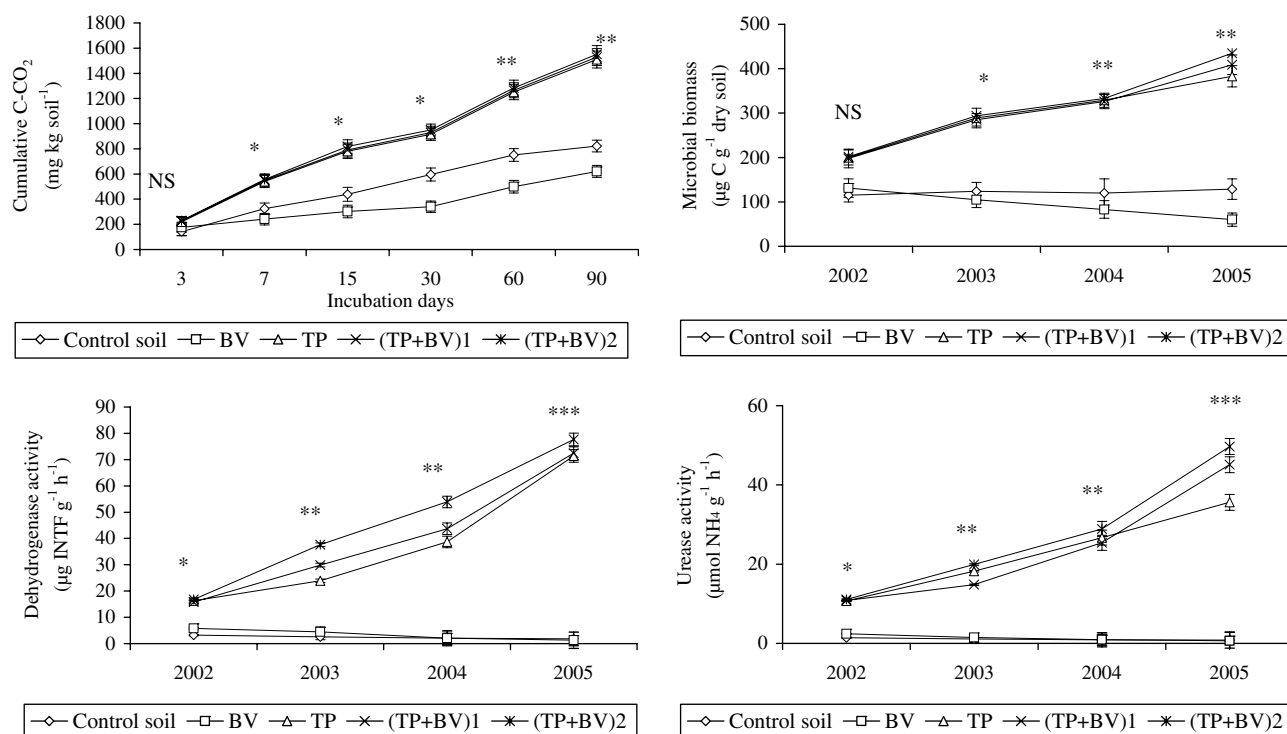 Cumulative C-CO2
(mg kg soil-1)
1800
1600
1400
1200
1000
800
600
400
200
0
NS
*
*
*
**
**
3 7 15 30 60 90
Incubation days
Control soil BV TP (TP+BV)1 (TP+BV)2
Microbial biomass
(µg C g-1 dry soil)
500
400
300
200
100
0
NS
*
**
**
2002 2003 2004 2005
Control soil BV TP (TP+BV)1 (TP+BV)2
Dehydrogenase activity
(µg INTF g-1 h-1)
90
80
70
60
50
40
30
20
10
0
*
**
**
***
2002 2003 2004 2005
Control soil BV TP (TP+BV)1 (TP+BV)2
Urease activity
(µmol NH4 g-1 h-1)
60
40
20
0
*
**
**
***
2002 2003 2004 2005
Control soil BV TP (TP+BV)1 (TP+BV)2